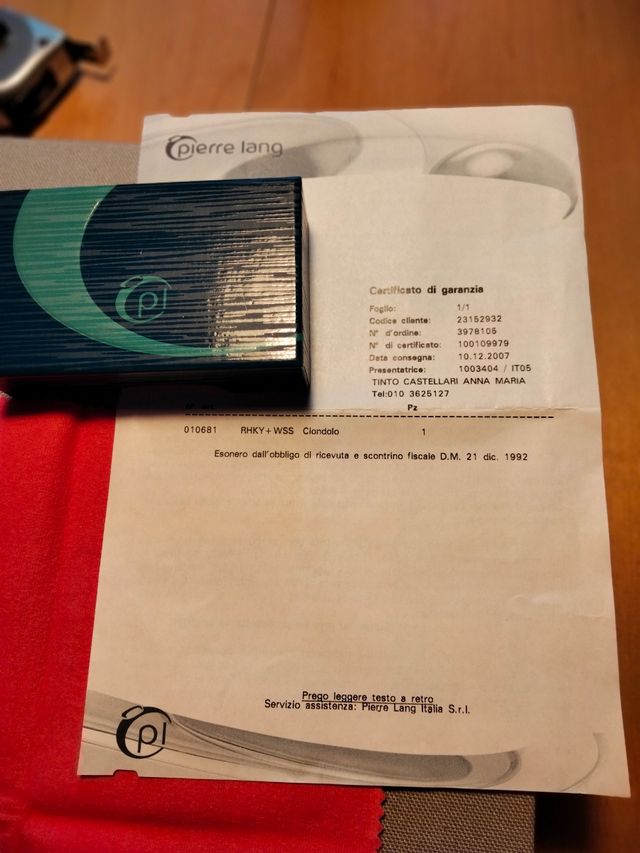 pierre lang
pl
Certificato di garanzia
Foglio: 1/1
Codice cliente: 23152932
N° d'ordine: 3978105
N° di certificato: 100109979
Data consegna: 10.12.2007
Presentatrice: 1003404 / IT05
TINTO CASTELLARI ANNA MARIA
Tel:010 3625127
Pz
010681 RHKY+WSS Ciondolo 1
Esonero dall'obbligo di ricevuta e scontrino fiscale D.M. 21 dic. 1992
Prego leggere testo a retro
Servizio assistenza: Pierre Lang Italia S.r.l.
pl